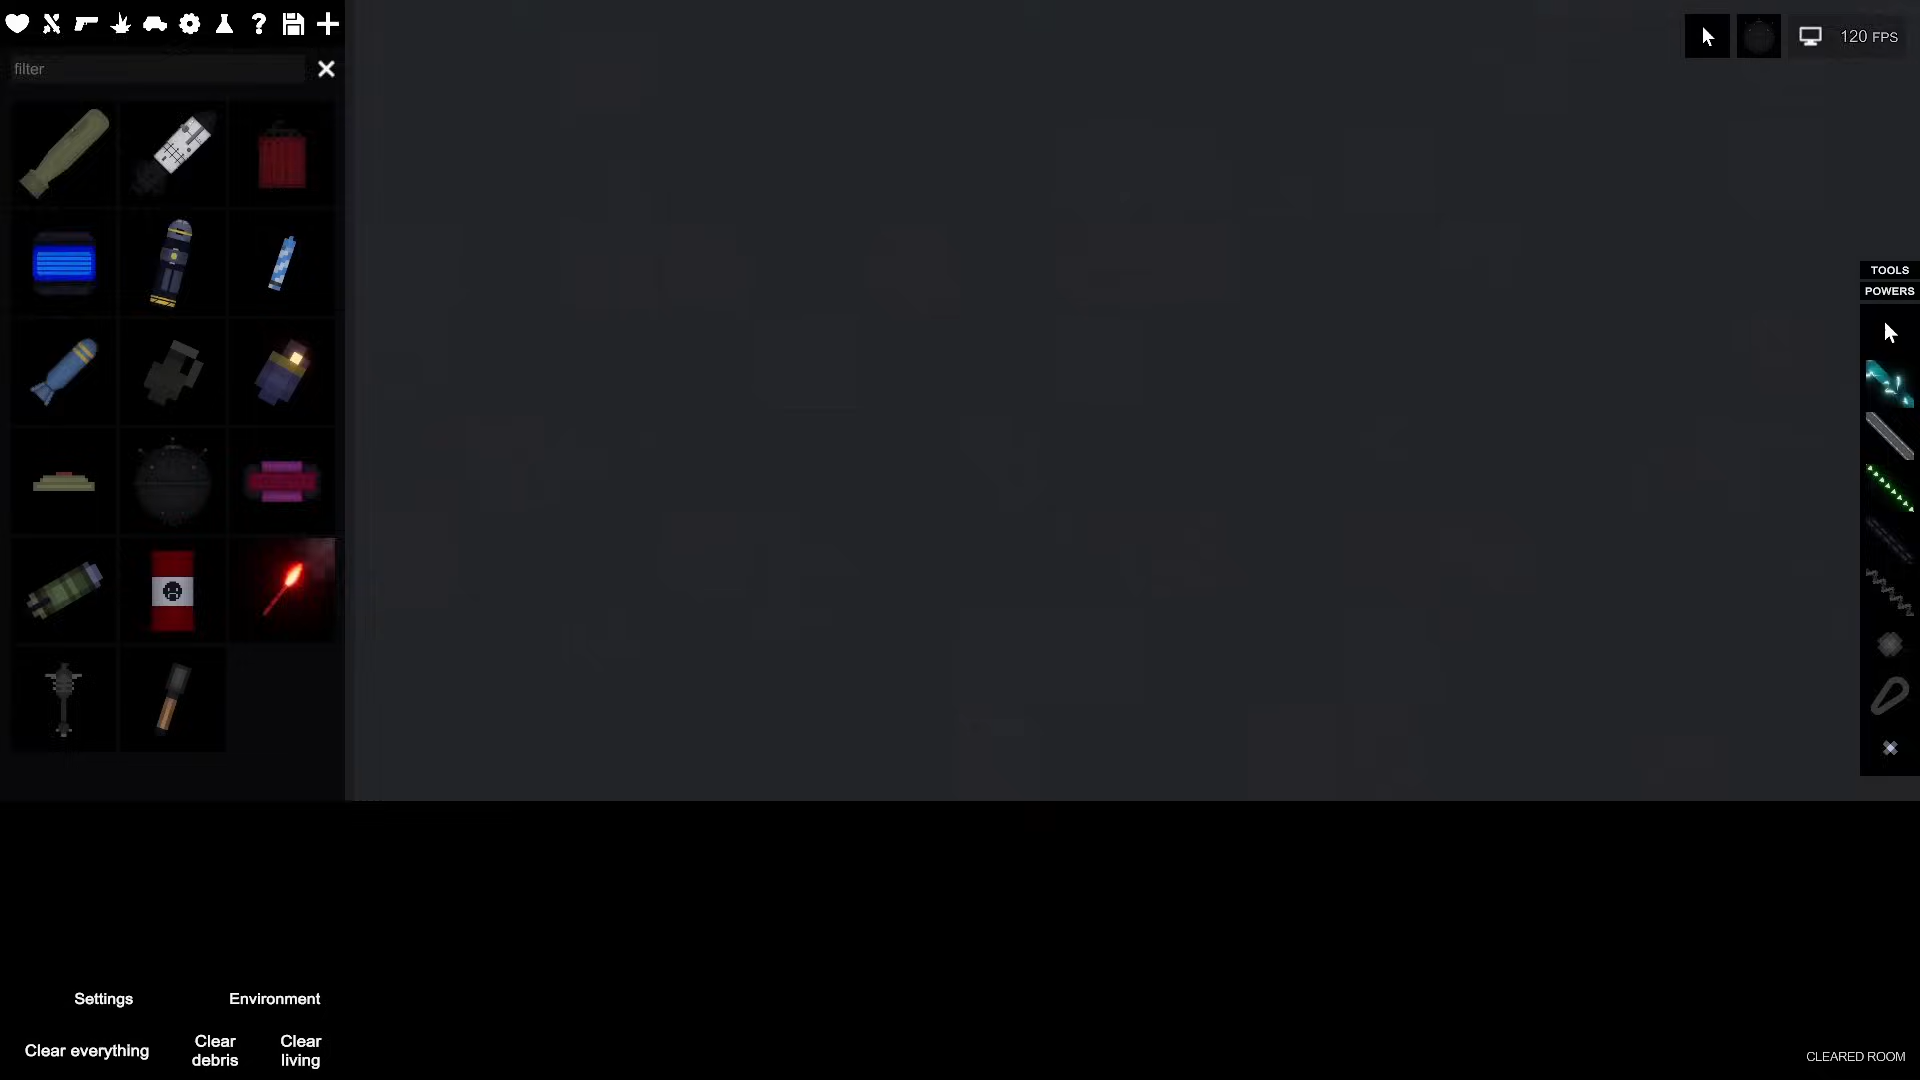 120 FPS
filter
TOOLS
POWERS
Settings
Environment
Clear everything
Clear
debris
Clear
living
CLEARED ROOM